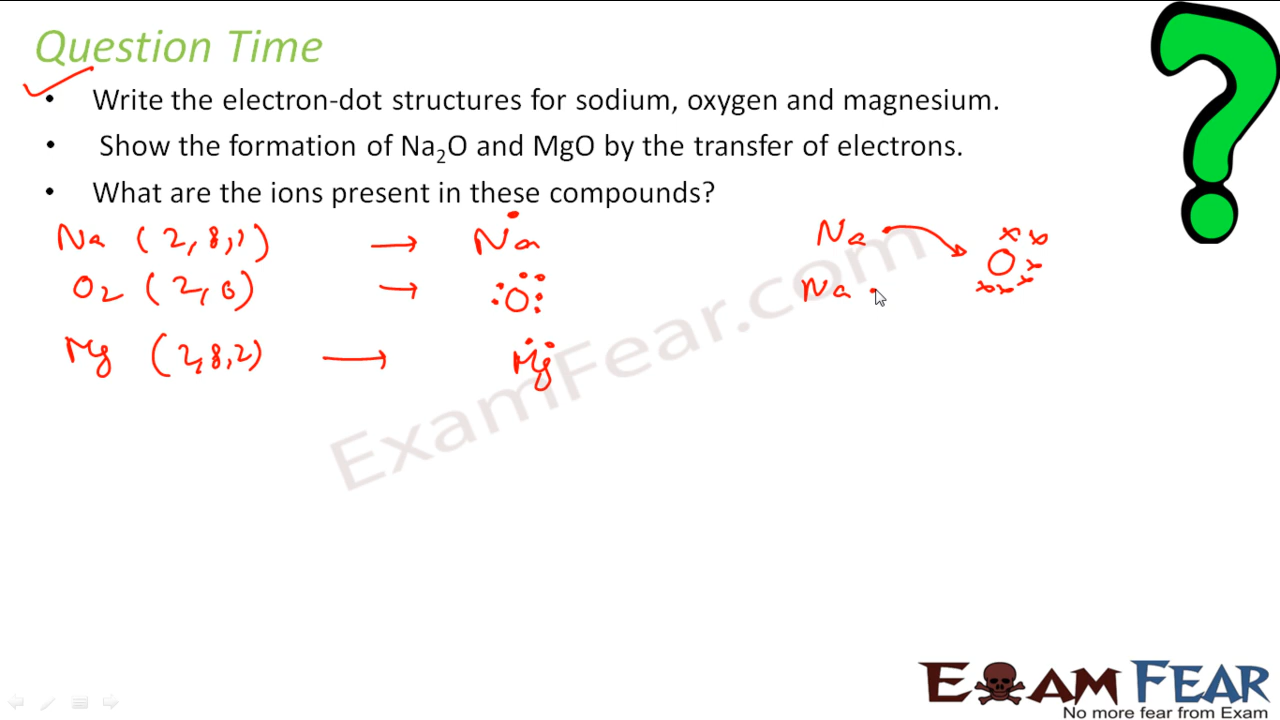 Question Time
• Write the electron-dot structures for sodium, oxygen and magnesium.
• Show the formation of Na₂O and MgO by the transfer of electrons.
• What are the ions present in these compounds?
Na (2,8,1) → Na
O2 (2,6) → O
Mg (2,8,2) → Mg
Na O
Na
ExamFear.com
EXAM FEAR
No more fear from Exam
?